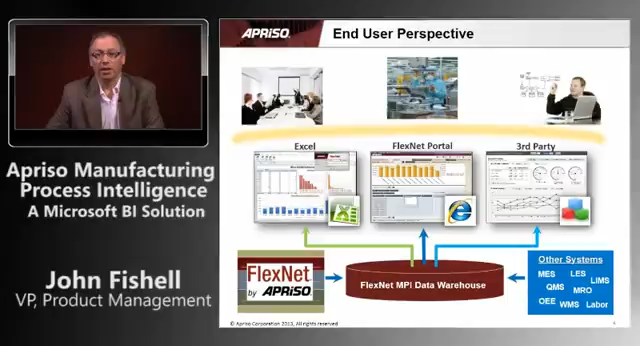 APRISO
End User Perspective
Apriso Manufacturing
Process Intelligence
A Microsoft BI Solution
John Fishell
VP, Product Management
Excel
FlexNet Portal
3rd Party
FlexNet
by APRISO
FlexNet MPI Data Warehouse
Other Systems
MES LES
QMS MRO LIMS
OEE WMS Labor
© Apriso Corporation 2013, All rights reserved